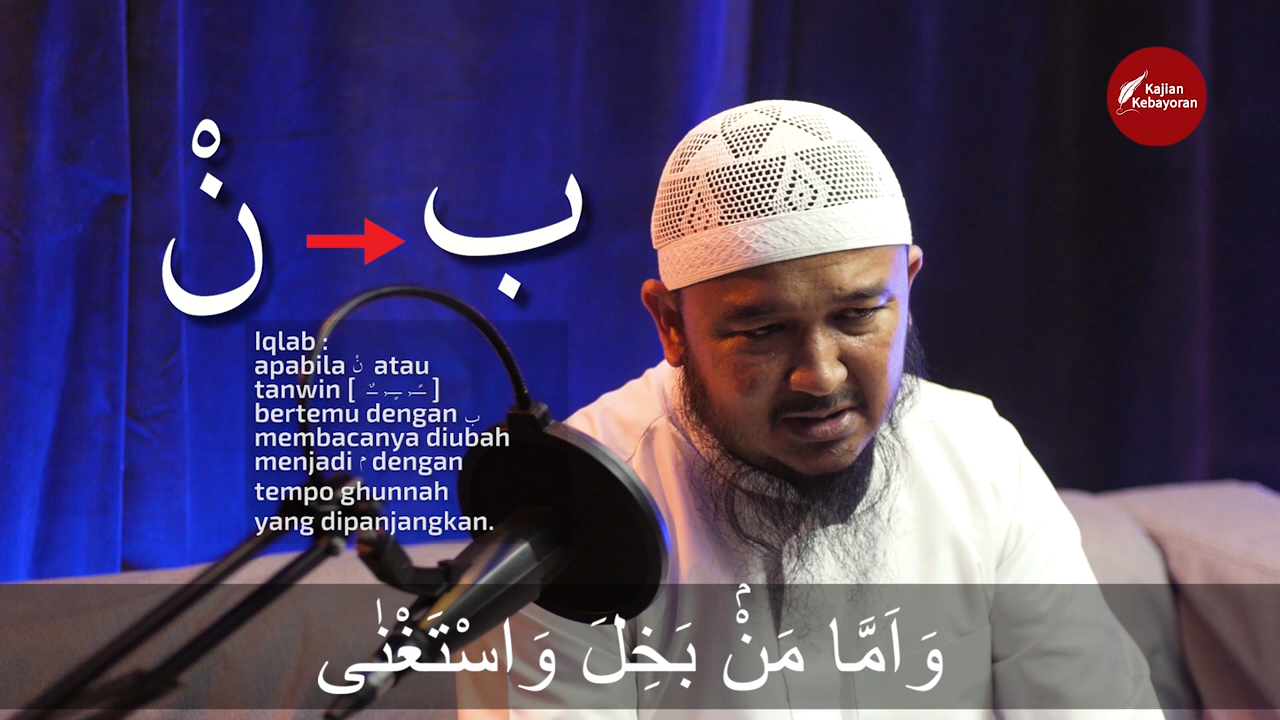 Kajian
Kebayoran
نْ ب
Iqlab :
apabila نْ atau
tanwin [ ـًـ, ـٍـ, ـٌـ ]
bertemu dengan ب
membacanya diubah
menjadi م dengan
tempo ghunnah
yang dipanjangkan.
وَاَمَّا مَنْۢ بَخِلَ وَاسْتَغْنٰى